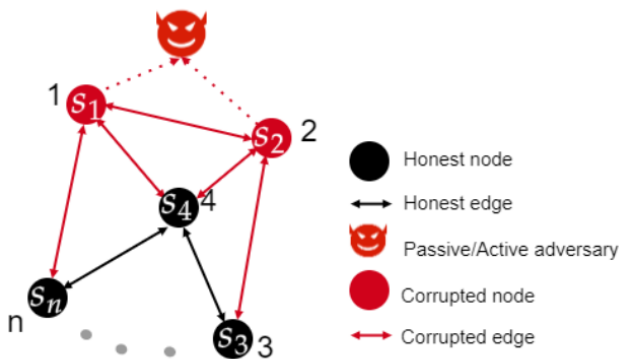 1
s1
s2
2
s4
4
sn
n
s3
3
Honest node
Honest edge
Passive/Active adversary
Corrupted node
Corrupted edge